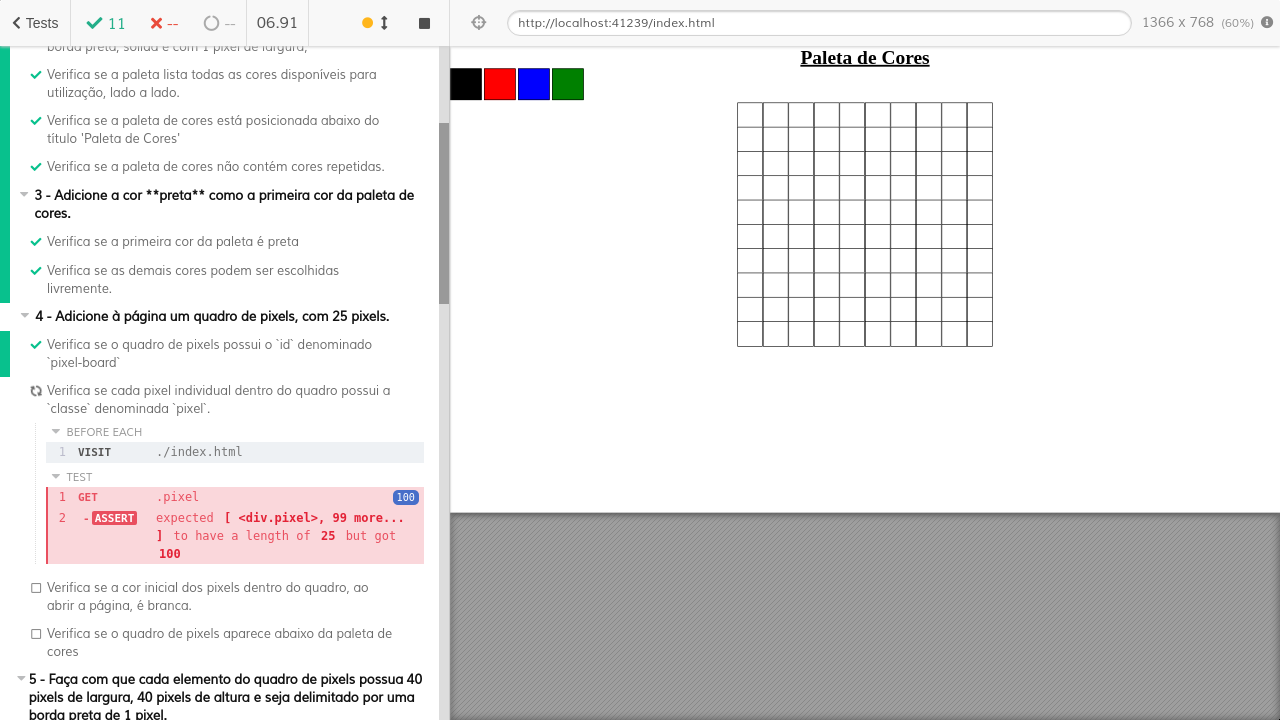 Tests
11
--
--
06.91
http://localhost:41239/index.html
1366 x 768 (60%)
borda preta, sólida e com 1 pixel de largura;
Verifica se a paleta lista todas as cores disponíveis para
utilização, lado a lado.
Verifica se a paleta de cores está posicionada abaixo do
título 'Paleta de Cores'
Verifica se a paleta de cores não contém cores repetidas.
3 - Adicione a cor **preta** como a primeira cor da paleta de
cores.
Verifica se a primeira cor da paleta é preta
Verifica se as demais cores podem ser escolhidas
livremente.
4 - Adicione à página um quadro de pixels, com 25 pixels.
Verifica se o quadro de pixels possui o `id` denominado
`pixel-board`
Verifica se cada pixel individual dentro do quadro possui a
`classe` denominada `pixel`.
BEFORE EACH
1 VISIT ./index.html
TEST
1 GET .pixel 100
2 -ASSERT expected [ <div.pixel>, 99 more...
] to have a length of 25 but got
100
Verifica se a cor inicial dos pixels dentro do quadro, ao
abrir a página, é branca.
Verifica se o quadro de pixels aparece abaixo da paleta de
cores
5 - Faça com que cada elemento do quadro de pixels possua 40
pixels de largura, 40 pixels de altura e seja delimitado por uma
borda preta de 1 pixel.
Paleta de Cores